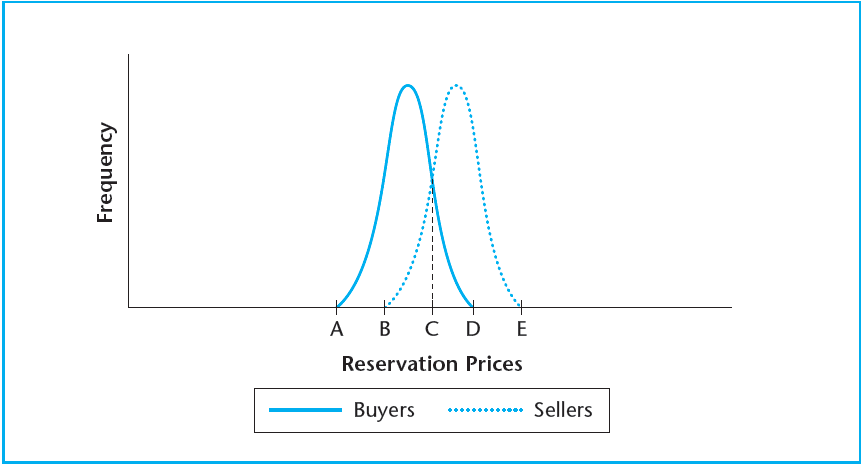 Frequency
A B C D E
Reservation Prices
Buyers Sellers